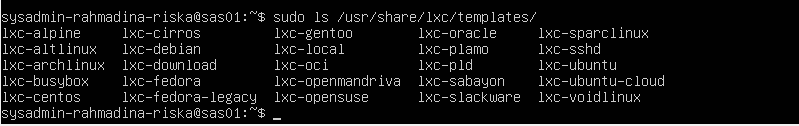 sysadmin-rahmadina-riska@sas01:~$ sudo ls /usr/share/lxc/templates/
lxc-alpine lxc-cirros lxc-gentoo lxc-oracle lxc-sparclinux
lxc-altlinux lxc-debian lxc-local lxc-plamo lxc-sshd
lxc-archlinux lxc-download lxc-oci lxc-pld lxc-ubuntu
lxc-busybox lxc-fedora lxc-openmandriva lxc-sabayon lxc-ubuntu-cloud
lxc-centos lxc-fedora-legacy lxc-opensuse lxc-slackware lxc-voidlinux
sysadmin-rahmadina-riska@sas01:~$ _